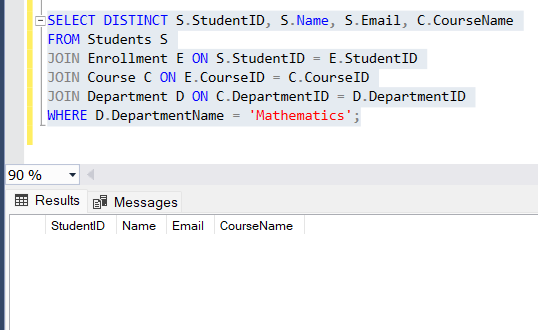 SELECT DISTINCT S.StudentID, S.Name, S.Email, C.CourseName
FROM Students S
JOIN Enrollment E ON S.StudentID = E.StudentID
JOIN Course C ON E.CourseID = C.CourseID
JOIN Department D ON C.DepartmentID = D.DepartmentID
WHERE D.DepartmentName = 'Mathematics';
90 %
Results Messages
StudentID Name Email CourseName